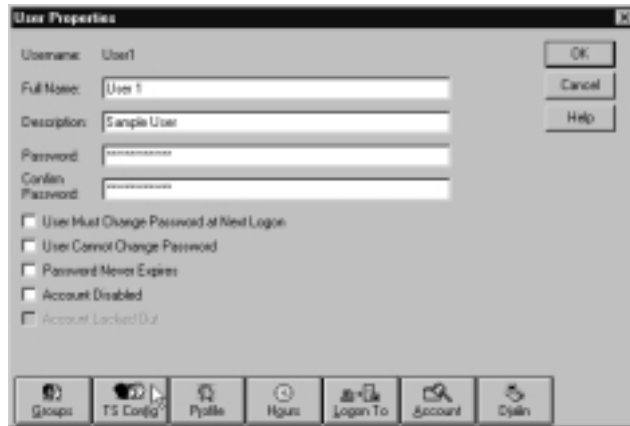 User Properties
Username: User1
OK
Full Name: User 1
Cancel
Description: Sample User
Help
Password: **************
Confirm
Password: **************
User Must Change Password at Next Logon
User Cannot Change Password
Password Never Expires
Account Disabled
Account Locked Out
Groups TS Config Profile Hours Logon To Account Dialin